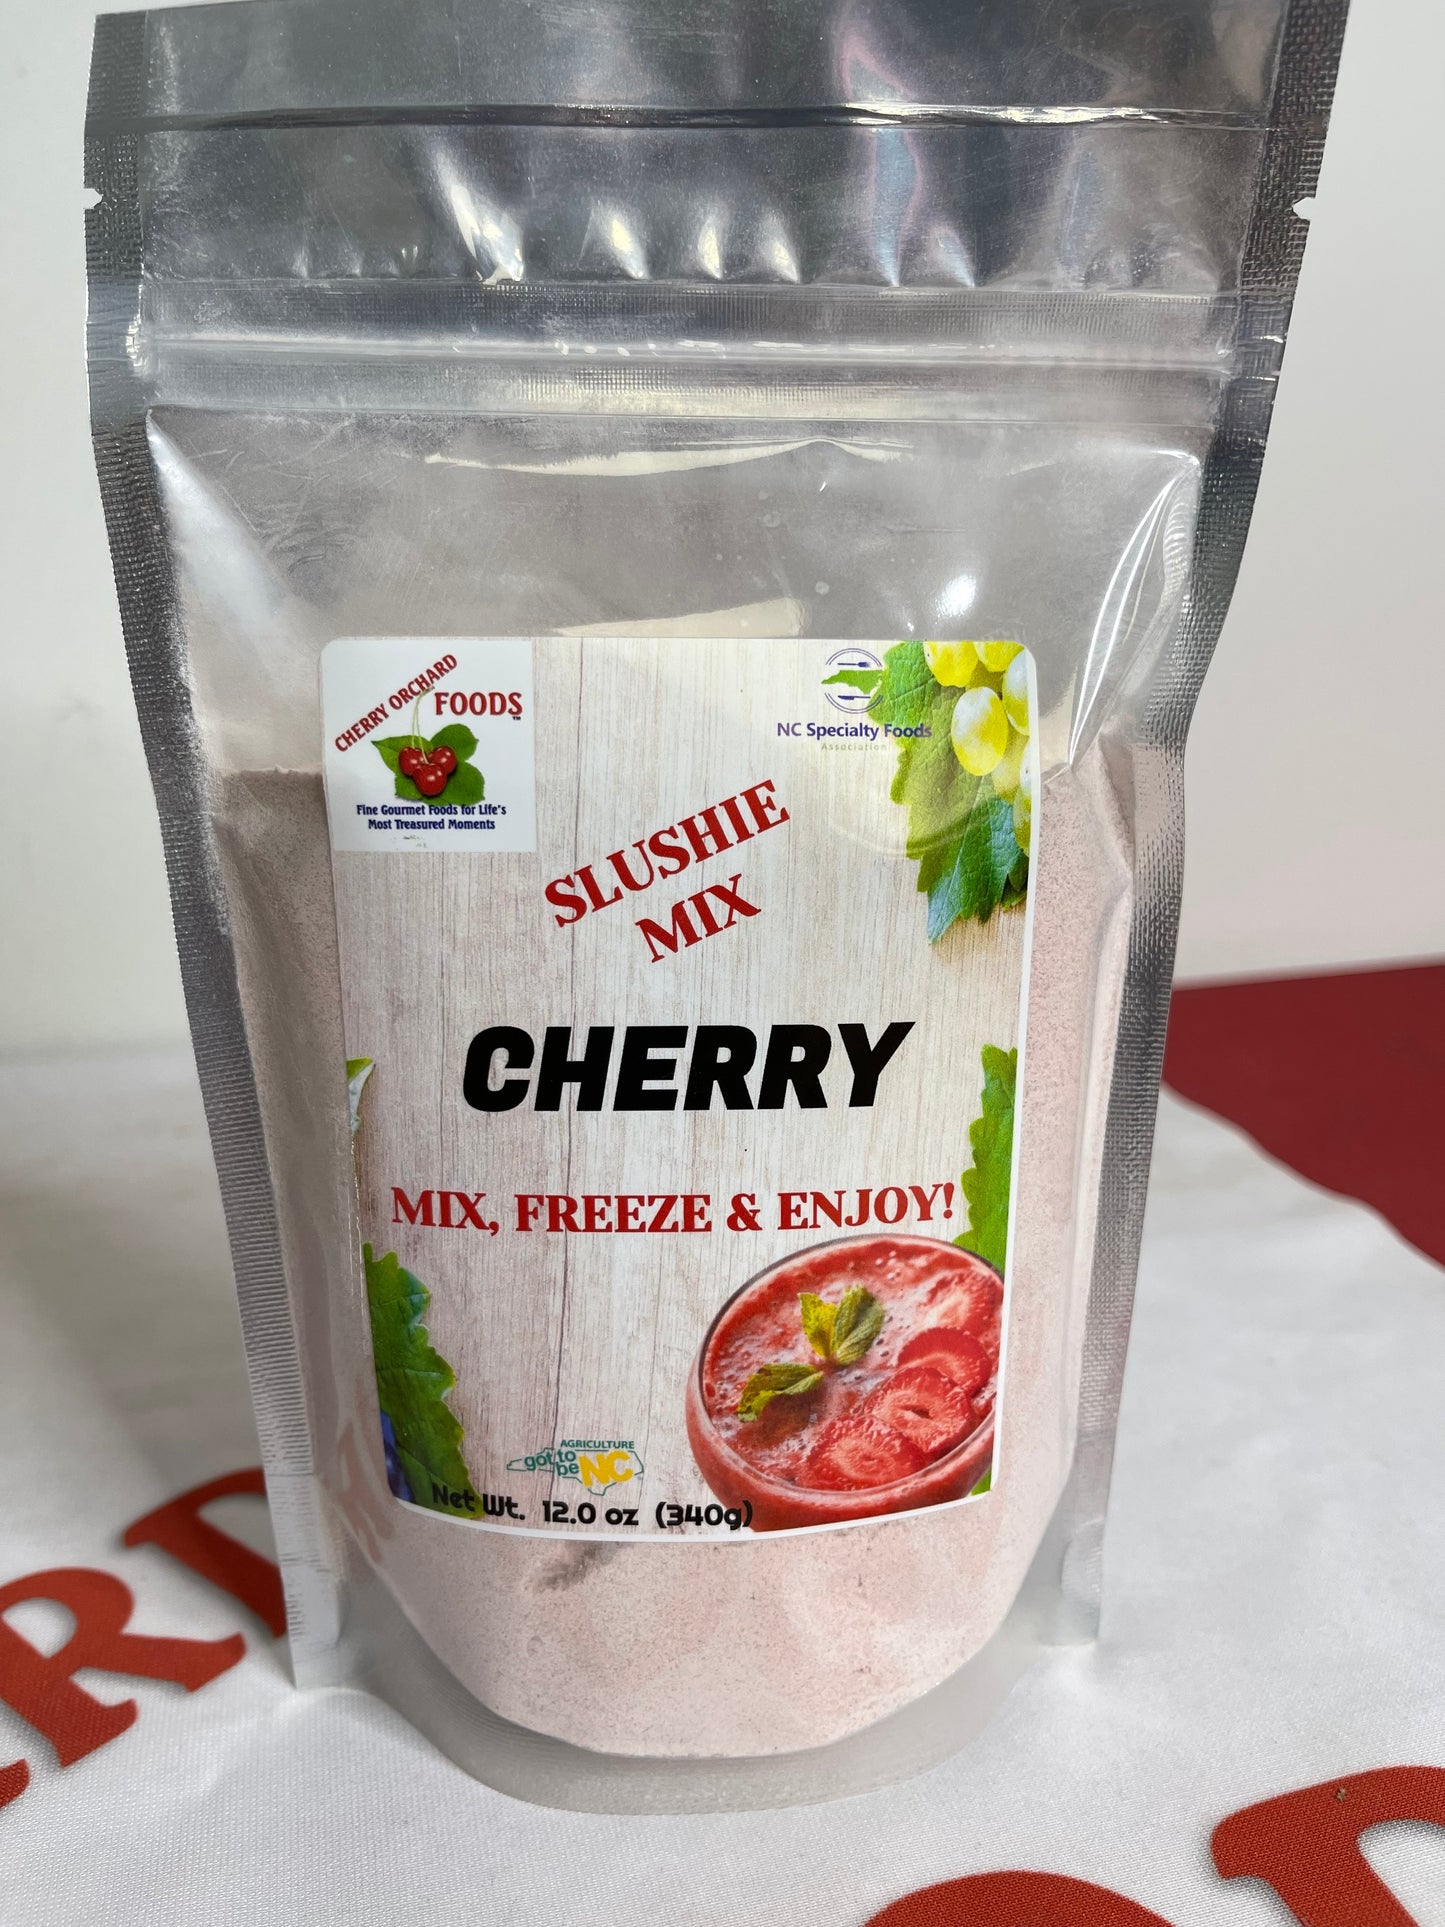 CHERRY ORCHARD
FOODS™
Fine Gourmet Foods for Life's
Most Treasured Moments
NC Specialty Foods
Association
SLUSHIE
MIX
CHERRY
MIX, FREEZE & ENJOY!
AGRICULTURE
got to
be NC
Net Wt. 12.0 oz (340g)